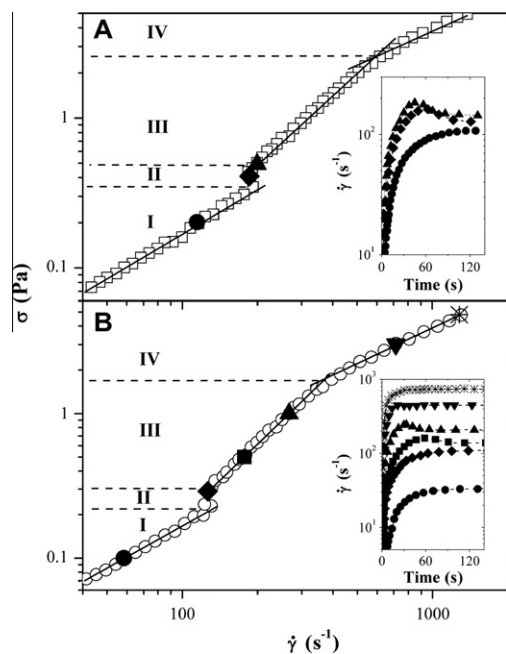 A
IV
III
II
I
1
0.1
10²
10¹
γ̇ (s⁻¹)
0 60 120
Time (s)
σ (Pa)
B
IV
III
II
I
1
0.1
10³
10²
10¹
γ̇ (s⁻¹)
0 60 120
Time (s)
100 1000
γ̇ (s⁻¹)